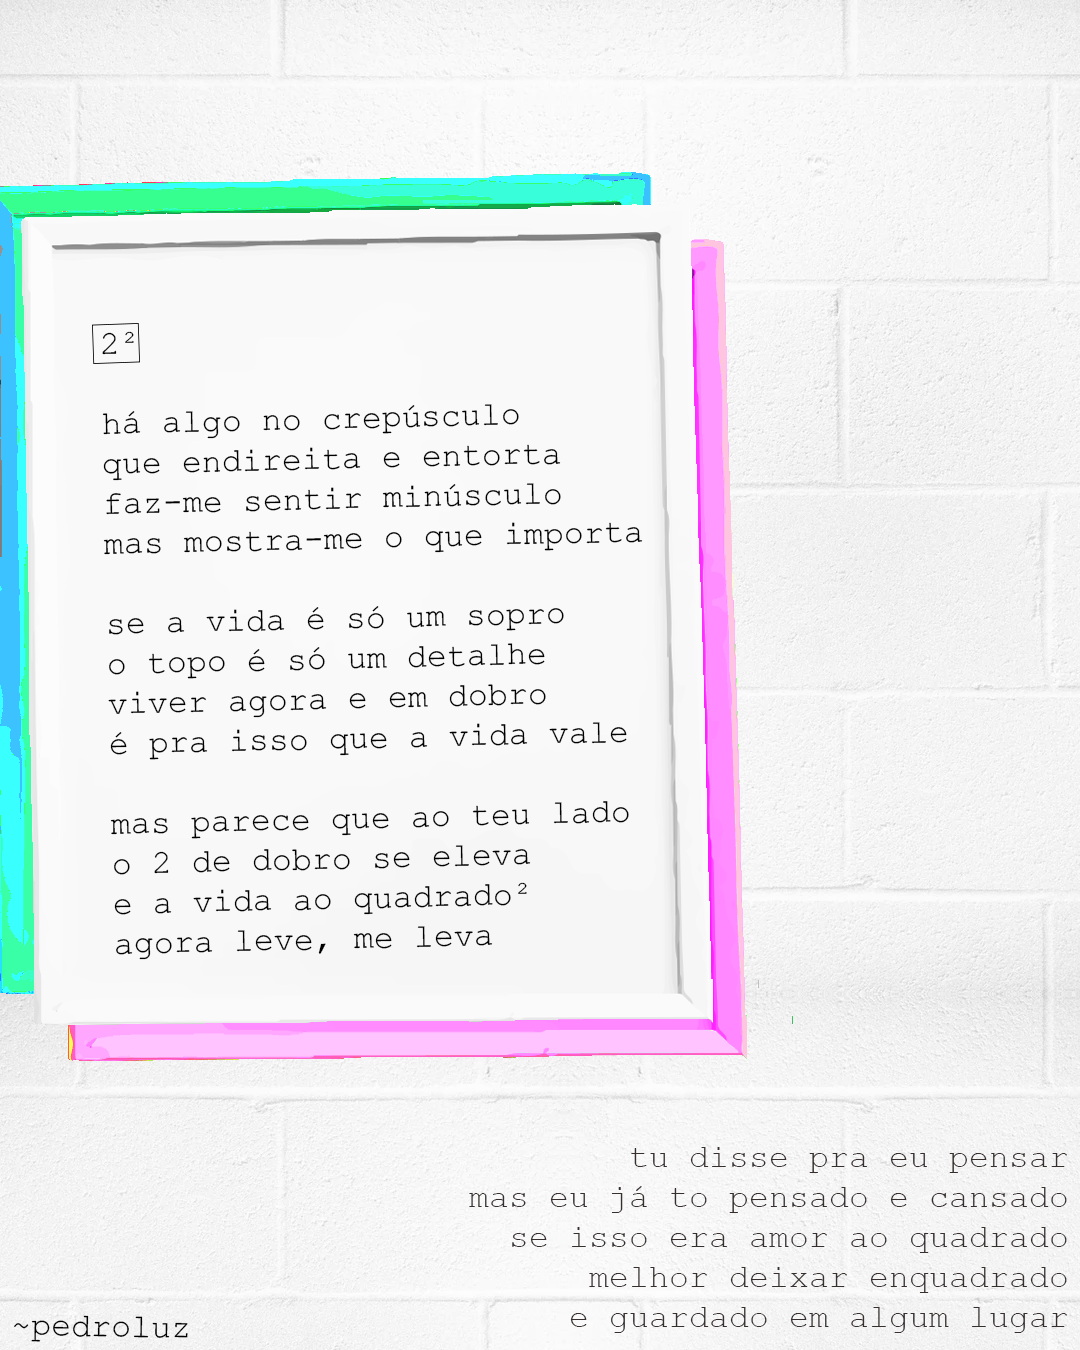 2²
há algo no crepúsculo
que endireita e entorta
faz-me sentir minúsculo
mas mostra-me o que importa
se a vida é só um sopro
o topo é só um detalhe
viver agora e em dobro
é pra isso que a vida vale
mas parece que ao teu lado
o 2 de dobro se eleva
e a vida ao quadrado²
agora leve, me leva
tu disse pra eu pensar
mas eu já to pensado e cansado
se isso era amor ao quadrado
melhor deixar enquadrado
e guardado em algum lugar
~pedroluz